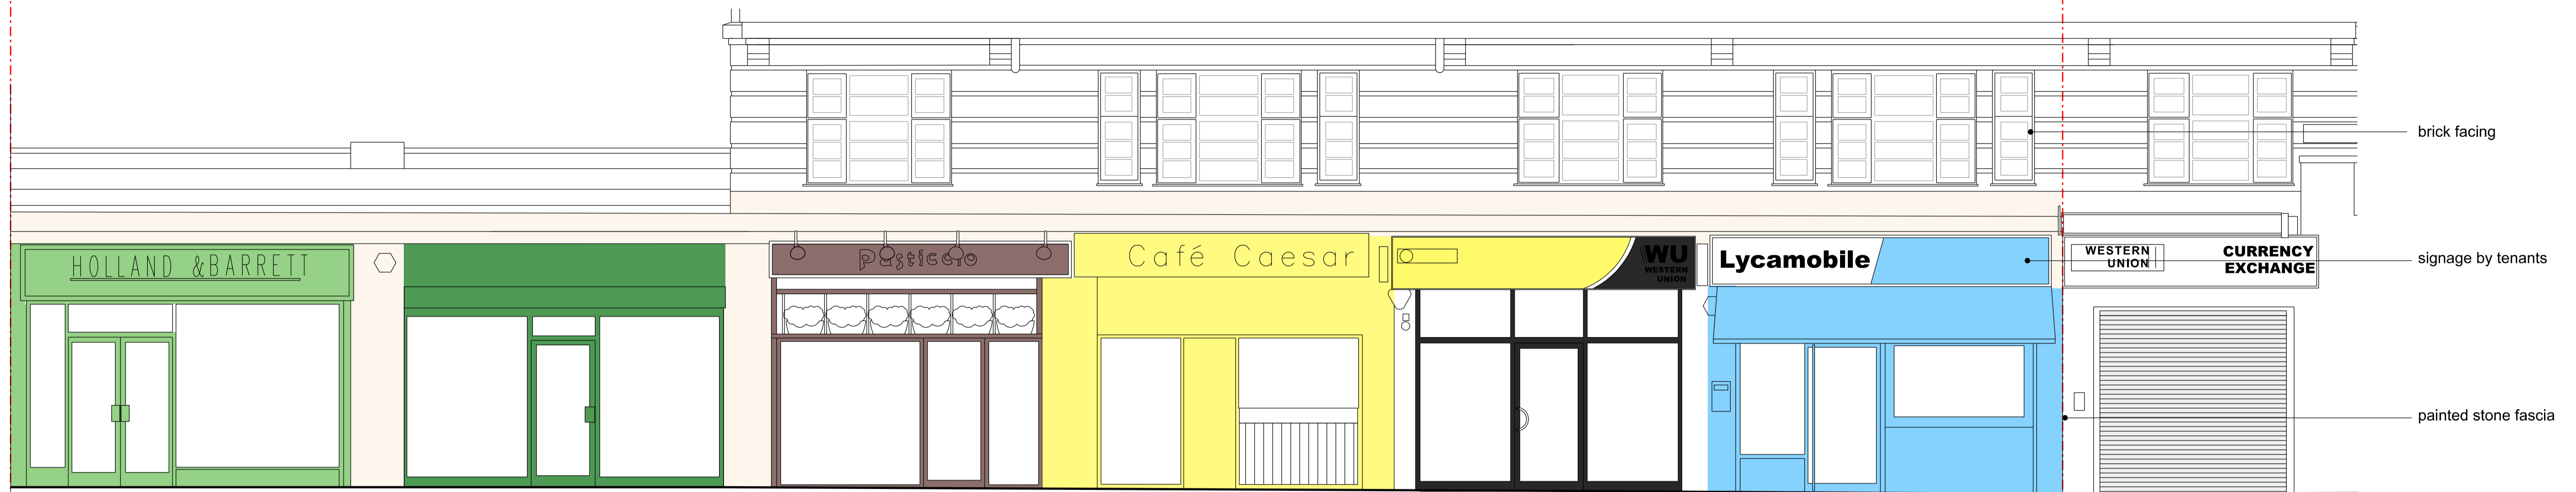 brick facing
HOLLAND &BARRETT
Pasticcio
Café Caesar
WU
WESTERN
UNION
Lycamobile
WESTERN
UNION
CURRENCY
EXCHANGE
signage by tenants
painted stone fascia